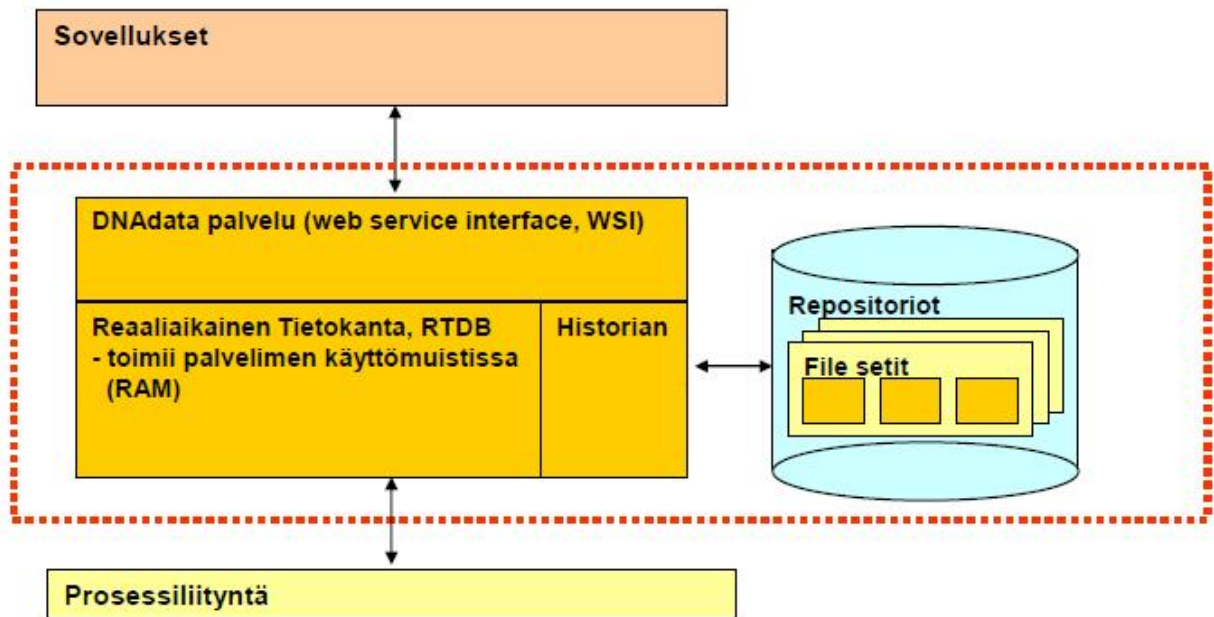 Sovellukset
DNAdata palvelu (web service interface, WSI)
Reaaliaikainen Tietokanta, RTDB
- toimii palvelimen käyttömuistissa
(RAM)
Historian
Repositoriot
File setit
Prosessiliityntä